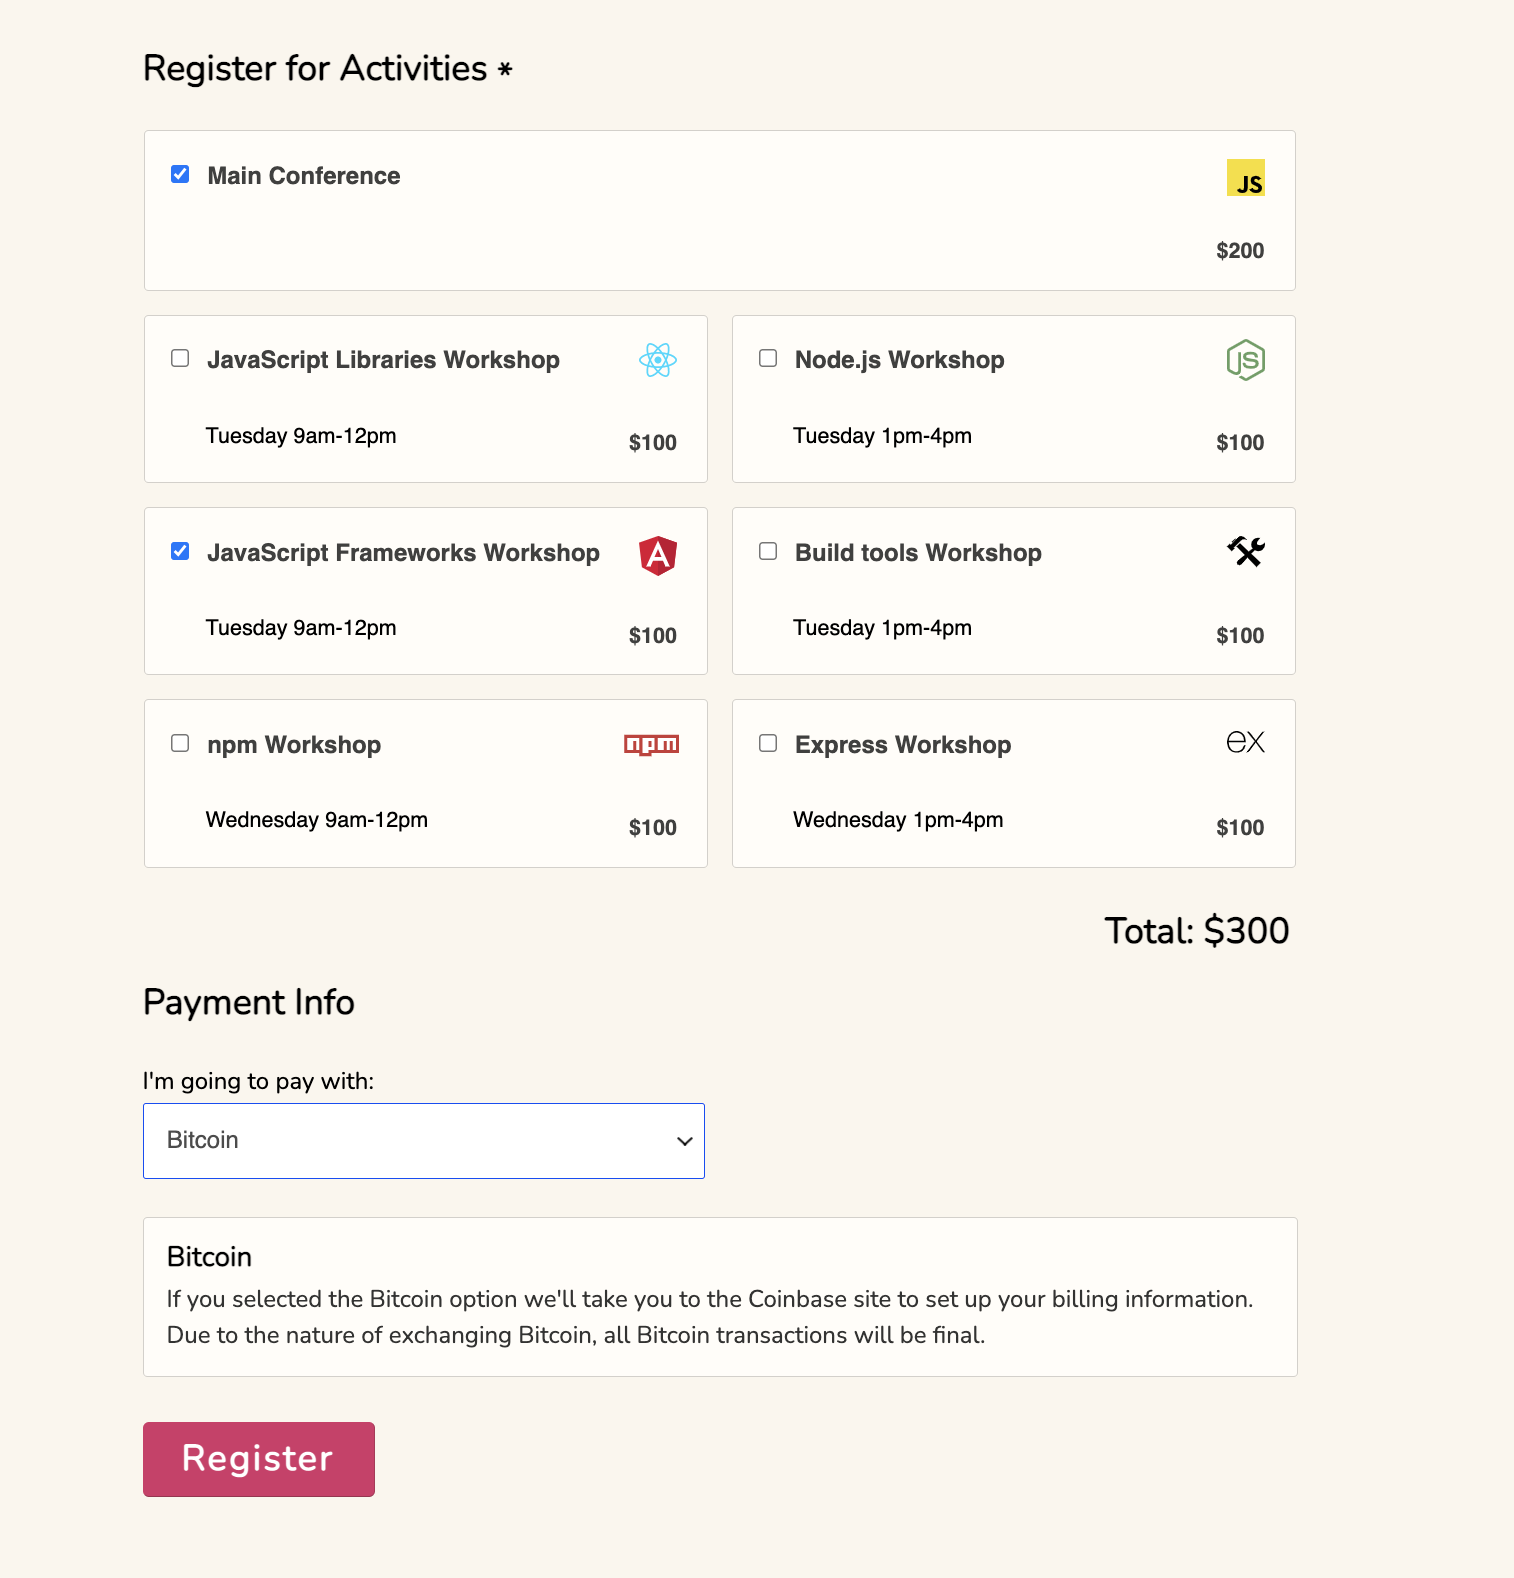 Register for Activities *
Main Conference
JS
$200
JavaScript Libraries Workshop
Tuesday 9am-12pm
$100
Node.js Workshop
JS
Tuesday 1pm-4pm
$100
JavaScript Frameworks Workshop
A
Tuesday 9am-12pm
$100
Build tools Workshop
Tuesday 1pm-4pm
$100
npm Workshop
npm
Wednesday 9am-12pm
$100
Express Workshop
ex
Wednesday 1pm-4pm
$100
Total: $300
Payment Info
I'm going to pay with:
Bitcoin
Bitcoin
If you selected the Bitcoin option we'll take you to the Coinbase site to set up your billing information.
Due to the nature of exchanging Bitcoin, all Bitcoin transactions will be final.
Register